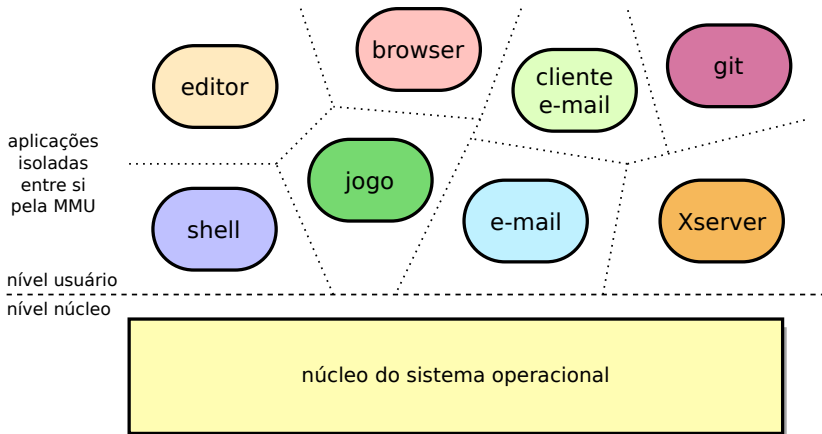 browser
editor
cliente
e-mail
git
aplicações
isoladas
entre si
pela MMU
jogo
shell
e-mail
Xserver
nível usuário
nível núcleo
núcleo do sistema operacional